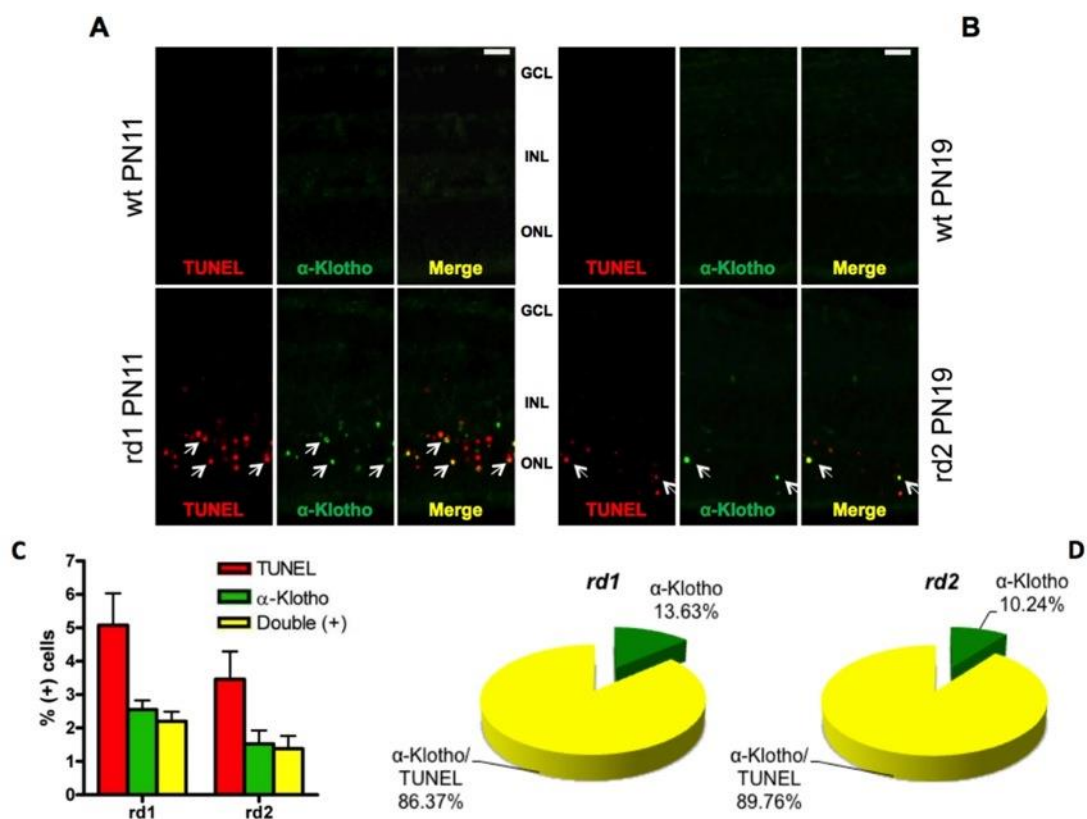 A
B
wt PN11
TUNEL
α-Klotho
Merge
GCL
INL
ONL
TUNEL
α-Klotho
Merge
wt PN19
rd1 PN11
TUNEL
α-Klotho
Merge
GCL
INL
ONL
TUNEL
α-Klotho
Merge
rd2 PN19
C
7
6
5
4
3
2
1
0
% (+) cells
rd1
rd2
TUNEL
α-Klotho
Double (+)
D
rd1
α-Klotho
13.63%
α-Klotho/
TUNEL
86.37%
rd2
α-Klotho
10.24%
α-Klotho/
TUNEL
89.76%